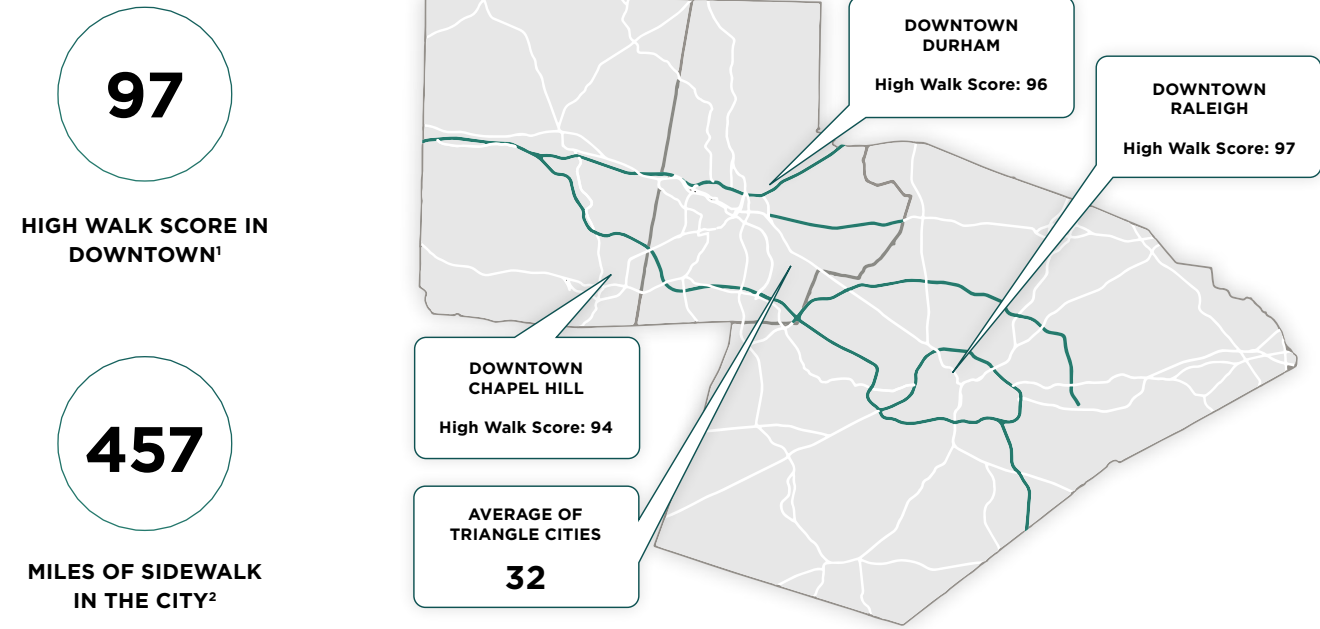 97
HIGH WALK SCORE IN
DOWNTOWN¹
457
MILES OF SIDEWALK
IN THE CITY²
DOWNTOWN
DURHAM
High Walk Score: 96
DOWNTOWN
RALEIGH
High Walk Score: 97
DOWNTOWN
CHAPEL HILL
High Walk Score: 94
AVERAGE OF
TRIANGLE CITIES
32